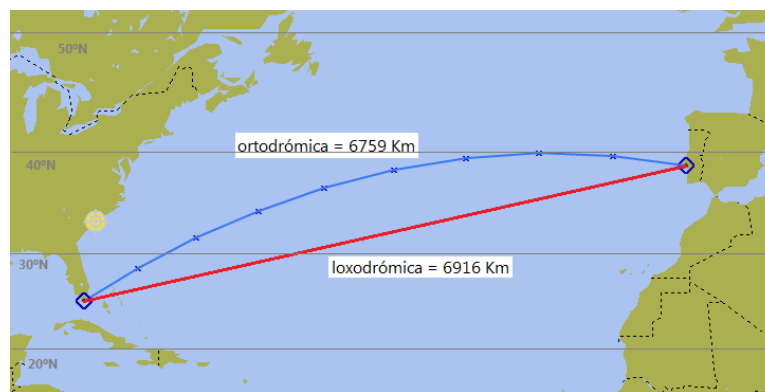 50ºN
ortodrómica = 6759 Km
40ºN
30ºN
loxodrómica = 6916 Km
20ºN